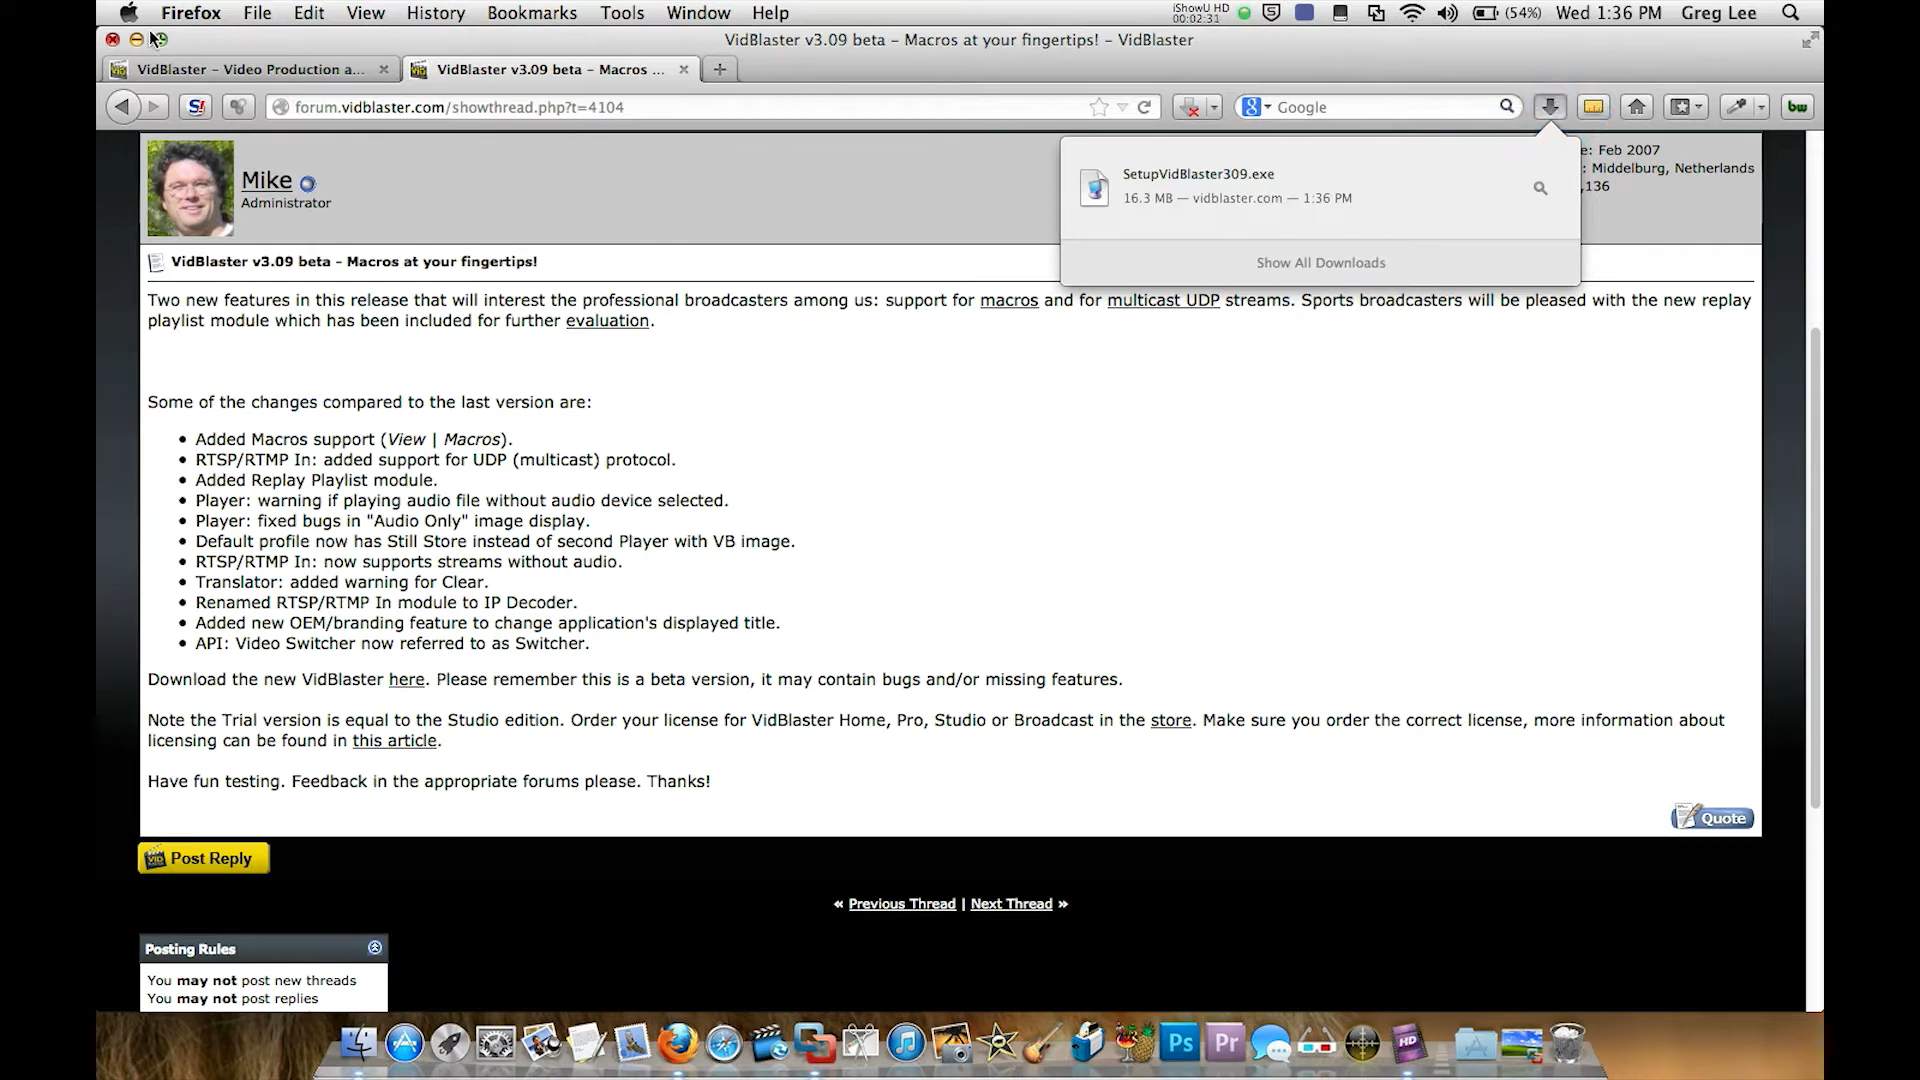 Firefox File Edit View History Bookmarks Tools Window Help iShowU HD 00:02:31 (54%) Wed 1:36 PM Greg Lee
VidBlaster v3.09 beta – Macros at your fingertips! – VidBlaster
VidBlaster – Video Production a... VidBlaster v3.09 beta – Macros ...
forum.vidblaster.com/showthread.php?t=4104 Google
Mike
Administrator
e: Feb 2007
: Middelburg, Netherlands
,136
SetupVidBlaster309.exe
16.3 MB — vidblaster.com — 1:36 PM
Show All Downloads
VidBlaster v3.09 beta - Macros at your fingertips!
Two new features in this release that will interest the professional broadcasters among us: support for macros and for multicast UDP streams. Sports broadcasters will be pleased with the new replay
playlist module which has been included for further evaluation.
Some of the changes compared to the last version are:
• Added Macros support (View | Macros).
• RTSP/RTMP In: added support for UDP (multicast) protocol.
• Added Replay Playlist module.
• Player: warning if playing audio file without audio device selected.
• Player: fixed bugs in "Audio Only" image display.
• Default profile now has Still Store instead of second Player with VB image.
• RTSP/RTMP In: now supports streams without audio.
• Translator: added warning for Clear.
• Renamed RTSP/RTMP In module to IP Decoder.
• Added new OEM/branding feature to change application's displayed title.
• API: Video Switcher now referred to as Switcher.
Download the new VidBlaster here. Please remember this is a beta version, it may contain bugs and/or missing features.
Note the Trial version is equal to the Studio edition. Order your license for VidBlaster Home, Pro, Studio or Broadcast in the store. Make sure you order the correct license, more information about
licensing can be found in this article.
Have fun testing. Feedback in the appropriate forums please. Thanks!
Quote
VID Post Reply
« Previous Thread | Next Thread »
Posting Rules
You may not post new threads
You may not post replies
Ps Pr HD